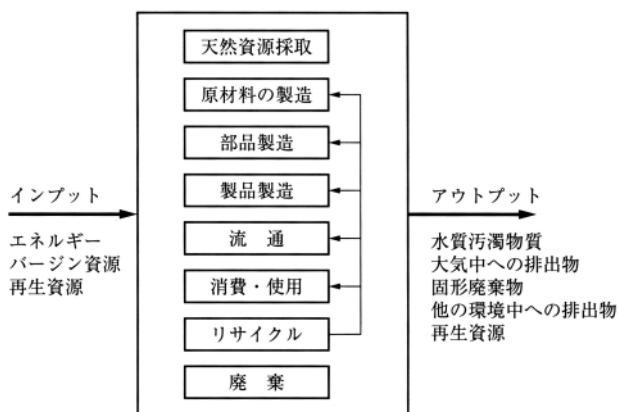 天然資源採取
原材料の製造
部品製造
製品製造
流　通
消費・使用
リサイクル
廃　棄
インプット
エネルギー
バージン資源
再生資源
アウトプット
水質汚濁物質
大気中への排出物
固形廃棄物
他の環境中への排出物
再生資源